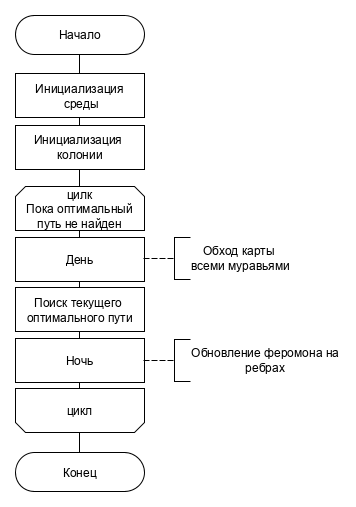 Начало
Инициализация
среды
Инициализация
колонии
цилк
Пока оптимальный
путь не найден
День
Обход карты
всеми муравьями
Поиск текущего
оптимального пути
Ночь
Обновление феромона на
ребрах
цикл
Конец